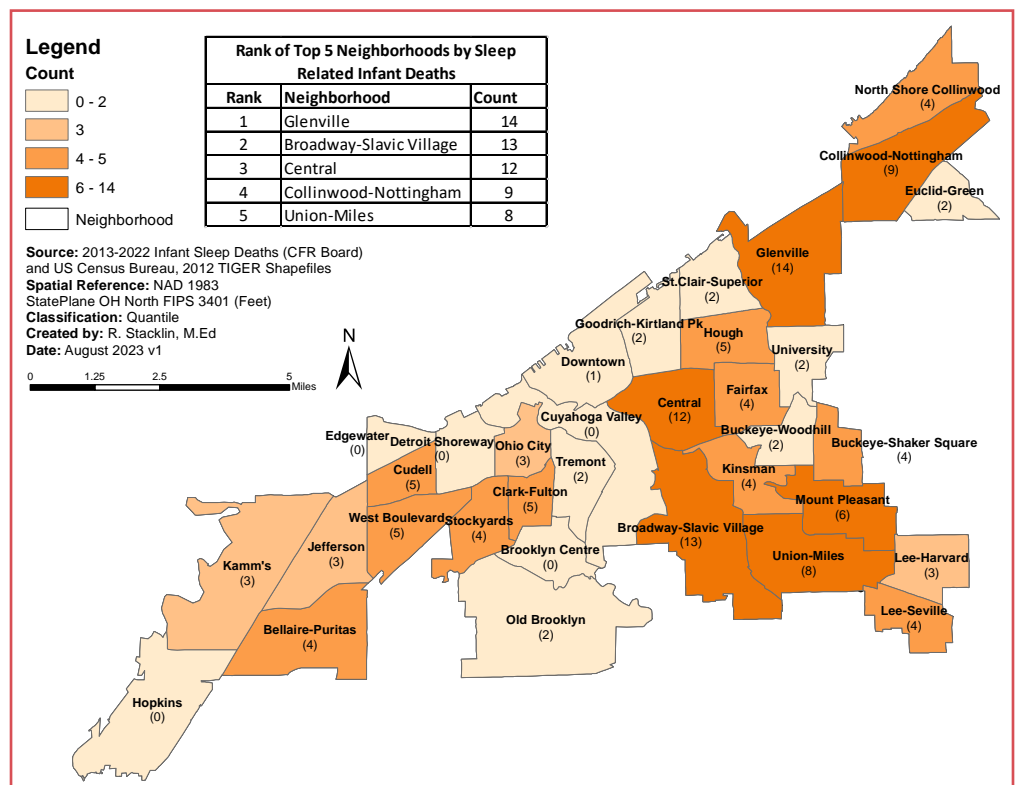 Legend
Count
0 - 2
3
4 - 5
6 - 14
Neighborhood
Rank of Top 5 Neighborhoods by Sleep
Related Infant Deaths
Rank Neighborhood Count
1 Glenville 14
2 Broadway-Slavic Village 13
3 Central 12
4 Collinwood-Nottingham 9
5 Union-Miles 8
Source: 2013-2022 Infant Sleep Deaths (CFR Board)
and US Census Bureau, 2012 TIGER Shapefiles
Spatial Reference: NAD 1983
StatePlane OH North FIPS 3401 (Feet)
Classification: Quantile
Created by: R. Stacklin, M.Ed
Date: August 2023 v1
N
0 1.25 2.5 5
Miles
North Shore Collinwood
(4)
Collinwood-Nottingham
(9)
Euclid-Green
(2)
Glenville
(14)
St.Clair-Superior
(2)
Goodrich-Kirtland Pk
(2)
Hough
(5)
University
(2)
Downtown
(1)
Fairfax
(4)
Central
(12)
Cuyahoga Valley
(0)
Buckeye-Woodhill
(2)
Buckeye-Shaker Square
(4)
Edgewater
(0)
Detroit Shoreway
(0)
Ohio City
(3)
Tremont
(2)
Cudell
(5)
Kinsman
(4)
Clark-Fulton
(5)
Mount Pleasant
(6)
West Boulevard
(5)
Stockyards
(4)
Broadway-Slavic Village
(13)
Jefferson
(3)
Brooklyn Centre
(0)
Union-Miles
(8)
Lee-Harvard
(3)
Kamm's
(3)
Lee-Seville
(4)
Old Brooklyn
(2)
Bellaire-Puritas
(4)
Hopkins
(0)